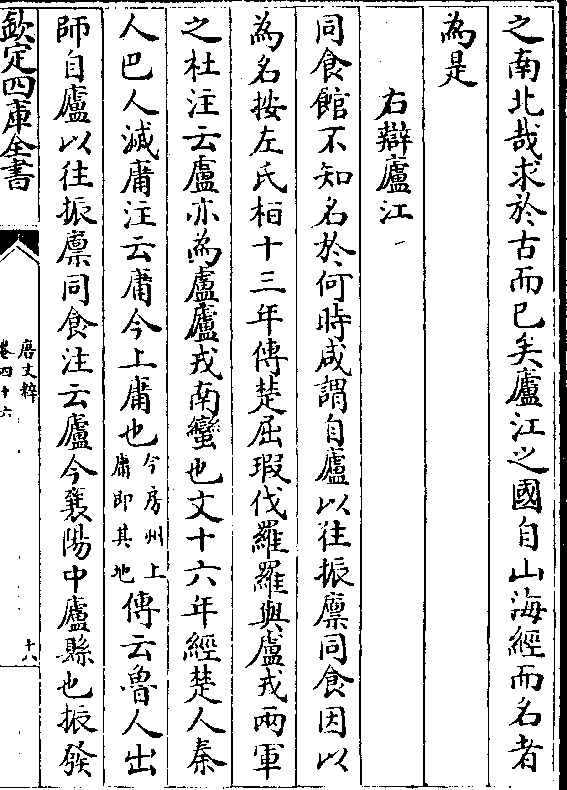 之南北哉求於古而已矣廬江之國自山海經而名者
為是
右辯廬江
同食館不知名於何時咸謂自廬以往振廩同食因以
為名按左氏桓十三年傳楚屈瑕伐羅羅與盧戎兩軍
之杜注云盧亦為盧廬戎南蠻也文十六年經楚人秦
人巴人滅庸注云庸今上庸也今房州上庸即其地傳云魯人出
師自廬以往振廩同食注云廬今襄陽中廬縣也振發
欽定四庫全書
唐文粹
卷四十六
十八